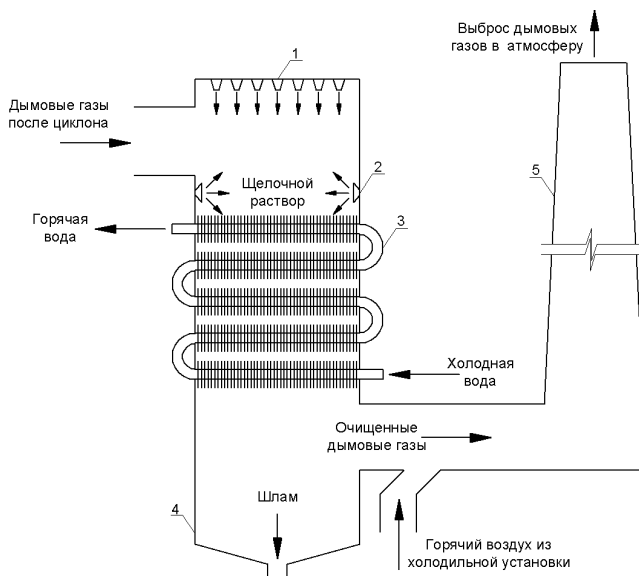 Выброс дымовых
газов в атмосферу
1
Дымовые газы
после циклона
2
5
Щелочной
раствор
Горячая
вода
3
Холодная
вода
Очищенные
дымовые газы
4
Шлам
Горячий воздух из
холодильной установки